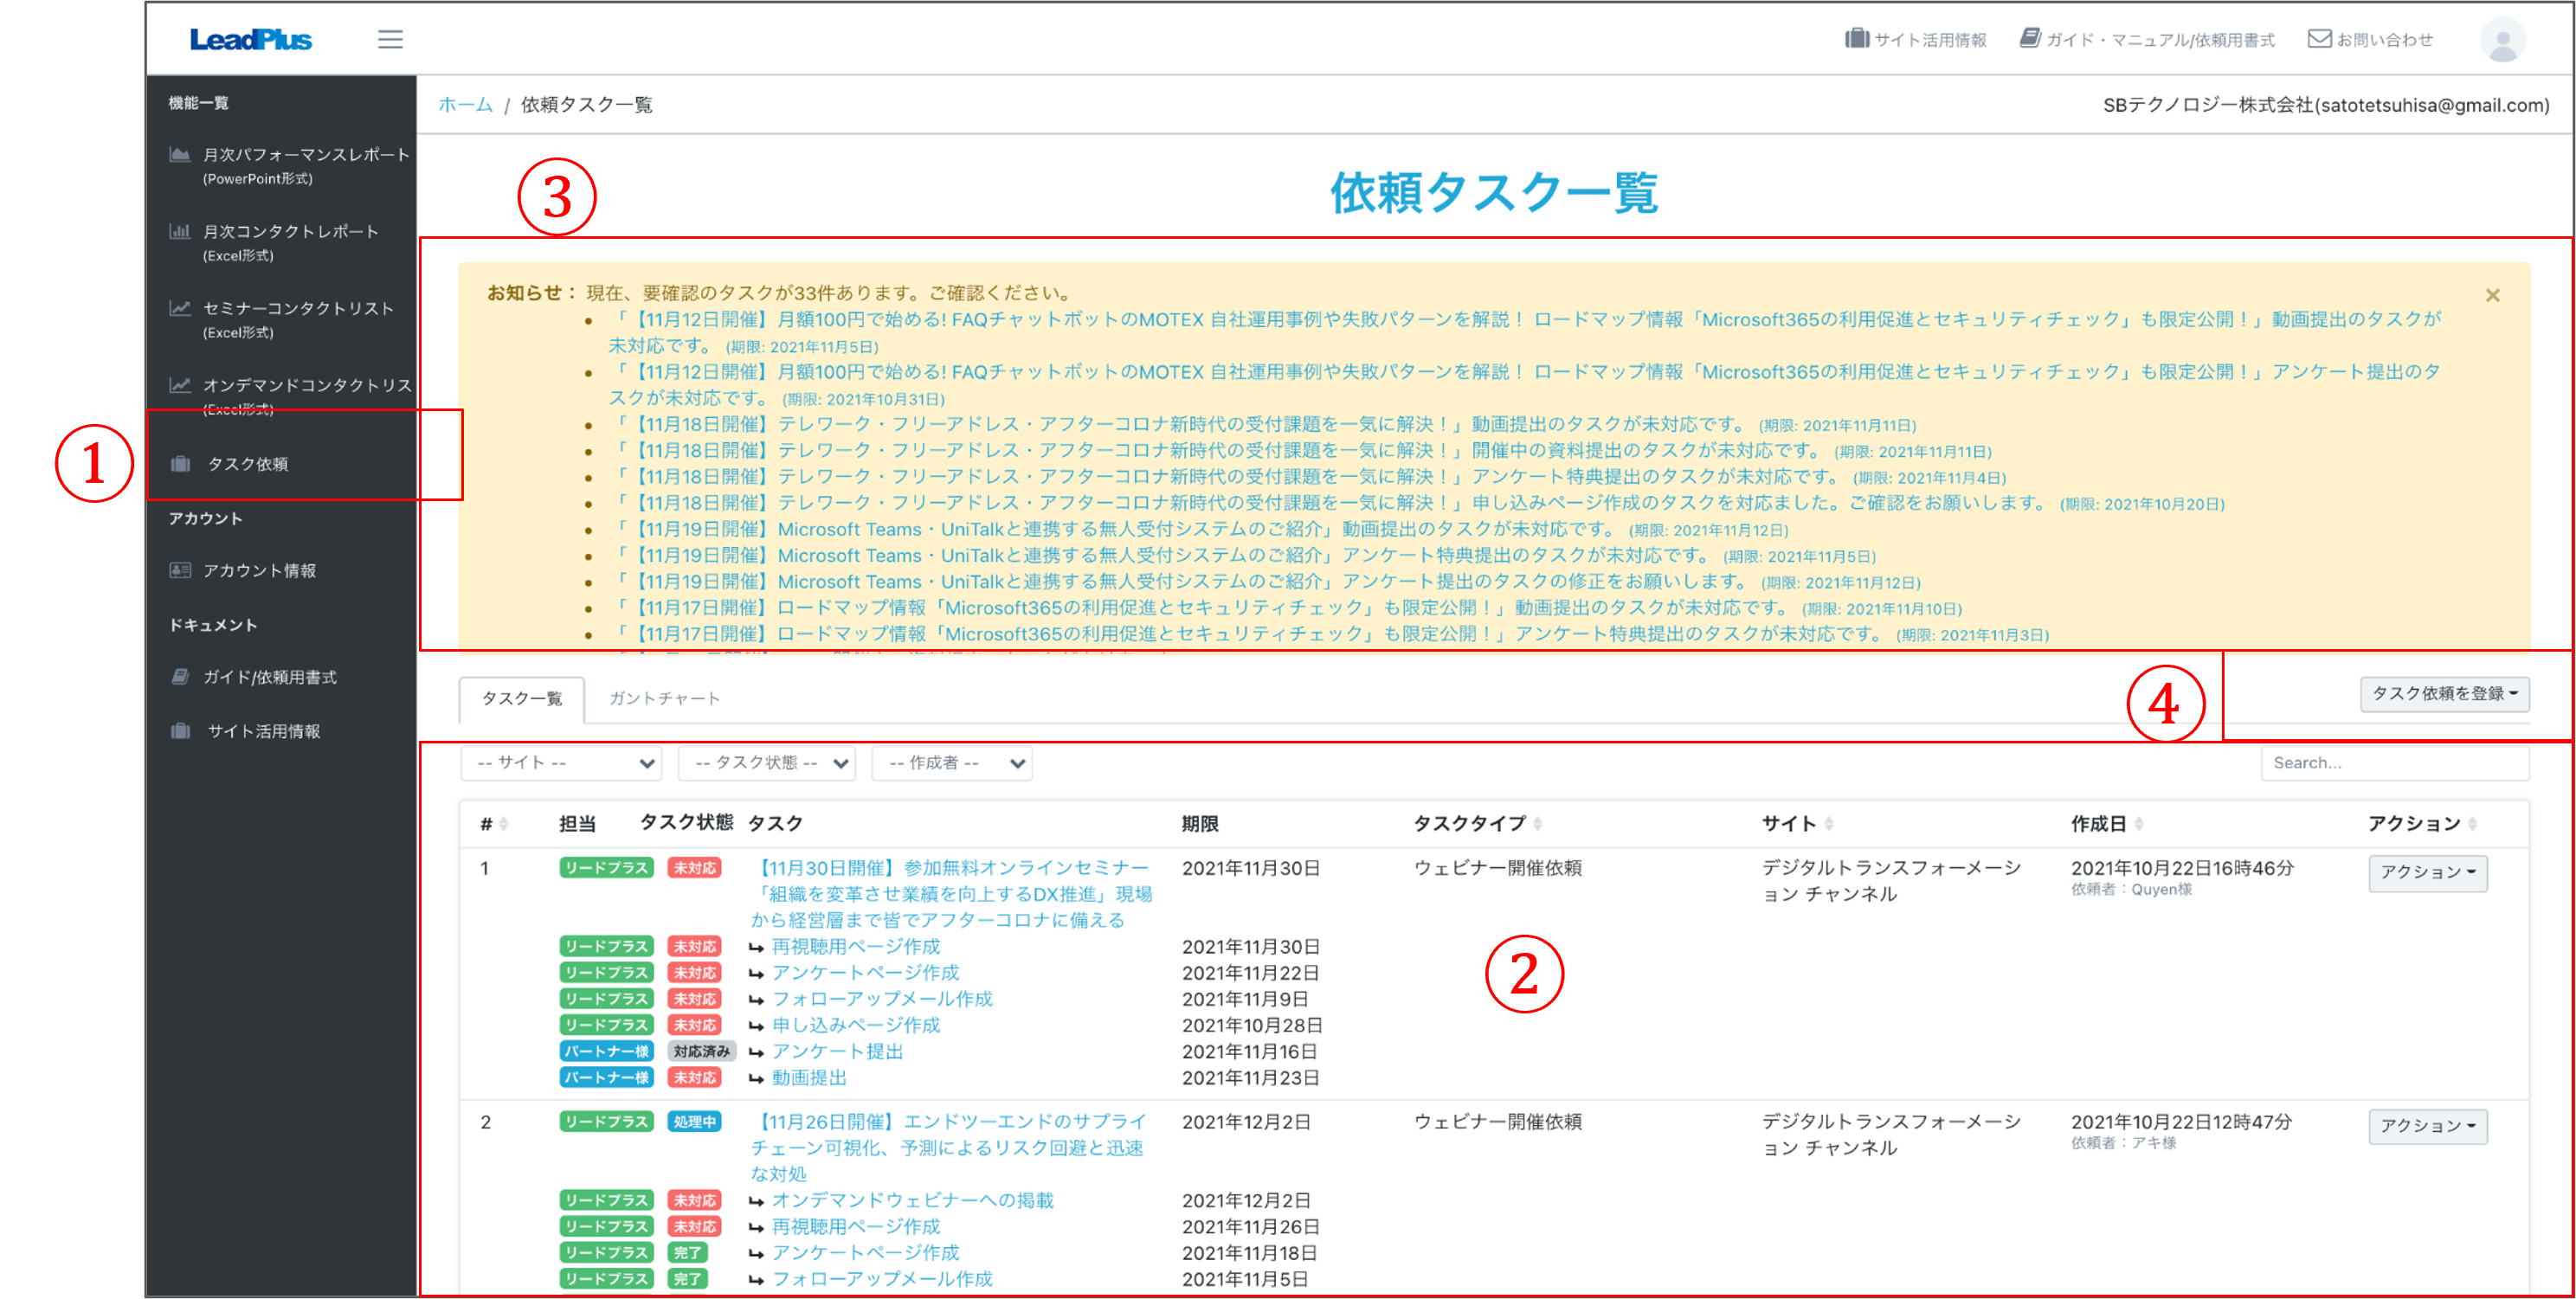 LeadPlus
サイト活用情報 ガイド・マニュアル/依頼用書式 お問い合わせ
機能一覧
月次パフォーマンスレポート
(PowerPoint形式)
月次コンタクトレポート
(Excel形式)
セミナーコンタクトリスト
(Excel形式)
オンデマンドコンタクトリス
(Excel形式)
①
タスク依頼
アカウント
アカウント情報
ドキュメント
ガイド/依頼用書式
サイト活用情報
ホーム / 依頼タスク一覧
SBテクノロジー株式会社(satotetsuhisa@gmail.com)
③
依頼タスク一覧
お知らせ： 現在、要確認のタスクが33件あります。ご確認ください。 ×
• 「【11月12日開催】月額100円で始める! FAQチャットボットのMOTEX 自社運用事例や失敗パターンを解説！ ロードマップ情報「Microsoft365の利用促進とセキュリティチェック」も限定公開！」動画提出のタスクが
未対応です。 (期限: 2021年11月5日)
• 「【11月12日開催】月額100円で始める! FAQチャットボットのMOTEX 自社運用事例や失敗パターンを解説！ ロードマップ情報「Microsoft365の利用促進とセキュリティチェック」も限定公開！」アンケート提出のタ
スクが未対応です。 (期限: 2021年10月31日)
• 「【11月18日開催】テレワーク・フリーアドレス・アフターコロナ新時代の受付課題を一気に解決！」動画提出のタスクが未対応です。 (期限: 2021年11月11日)
• 「【11月18日開催】テレワーク・フリーアドレス・アフターコロナ新時代の受付課題を一気に解決！」開催中の資料提出のタスクが未対応です。 (期限: 2021年11月11日)
• 「【11月18日開催】テレワーク・フリーアドレス・アフターコロナ新時代の受付課題を一気に解決！」アンケート特典提出のタスクが未対応です。 (期限: 2021年11月4日)
• 「【11月18日開催】テレワーク・フリーアドレス・アフターコロナ新時代の受付課題を一気に解決！」申し込みページ作成のタスクを対応ました。ご確認をお願いします。 (期限: 2021年10月20日)
• 「【11月19日開催】Microsoft Teams・UniTalkと連携する無人受付システムのご紹介」動画提出のタスクが未対応です。 (期限: 2021年11月12日)
• 「【11月19日開催】Microsoft Teams・UniTalkと連携する無人受付システムのご紹介」アンケート特典提出のタスクが未対応です。 (期限: 2021年11月5日)
• 「【11月19日開催】Microsoft Teams・UniTalkと連携する無人受付システムのご紹介」アンケート提出のタスクの修正をお願いします。 (期限: 2021年11月12日)
• 「【11月17日開催】ロードマップ情報「Microsoft365の利用促進とセキュリティチェック」も限定公開！」動画提出のタスクが未対応です。 (期限: 2021年11月10日)
• 「【11月17日開催】ロードマップ情報「Microsoft365の利用促進とセキュリティチェック」も限定公開！」アンケート特典提出のタスクが未対応です。 (期限: 2021年11月3日)
タスク一覧 ガントチャート ④ タスク依頼を登録
-- サイト -- -- タスク状態 -- -- 作成者 -- Search...
# 担当 タスク状態 タスク 期限 タスクタイプ サイト 作成日 アクション
1 リードプラス 未対応 【11月30日開催】参加無料オンラインセミナー 2021年11月30日 ウェビナー開催依頼 デジタルトランスフォーメーシ 2021年10月22日16時46分 アクション
「組織を変革させ業績を向上するDX推進」現場 ョン チャンネル 依頼者：Quyen様
から経営層まで皆でアフターコロナに備える
リードプラス 未対応 再視聴用ページ作成 2021年11月30日
リードプラス 未対応 アンケートページ作成 2021年11月22日
②
リードプラス 未対応 フォローアップメール作成 2021年11月9日
リードプラス 未対応 申し込みページ作成 2021年10月28日
パートナー様 対応済み アンケート提出 2021年11月16日
パートナー様 未対応 動画提出 2021年11月23日
2 リードプラス 処理中 【11月26日開催】エンドツーエンドのサプライ 2021年12月2日 ウェビナー開催依頼 デジタルトランスフォーメーシ 2021年10月22日12時47分 アクション
チェーン可視化、予測によるリスク回避と迅速 ョン チャンネル 依頼者：アキ様
な対処
リードプラス 未対応 オンデマンドウェビナーへの掲載 2021年12月2日
リードプラス 未対応 再視聴用ページ作成 2021年11月26日
リードプラス 完了 アンケートページ作成 2021年11月18日
リードプラス 完了 フォローアップメール作成 2021年11月5日